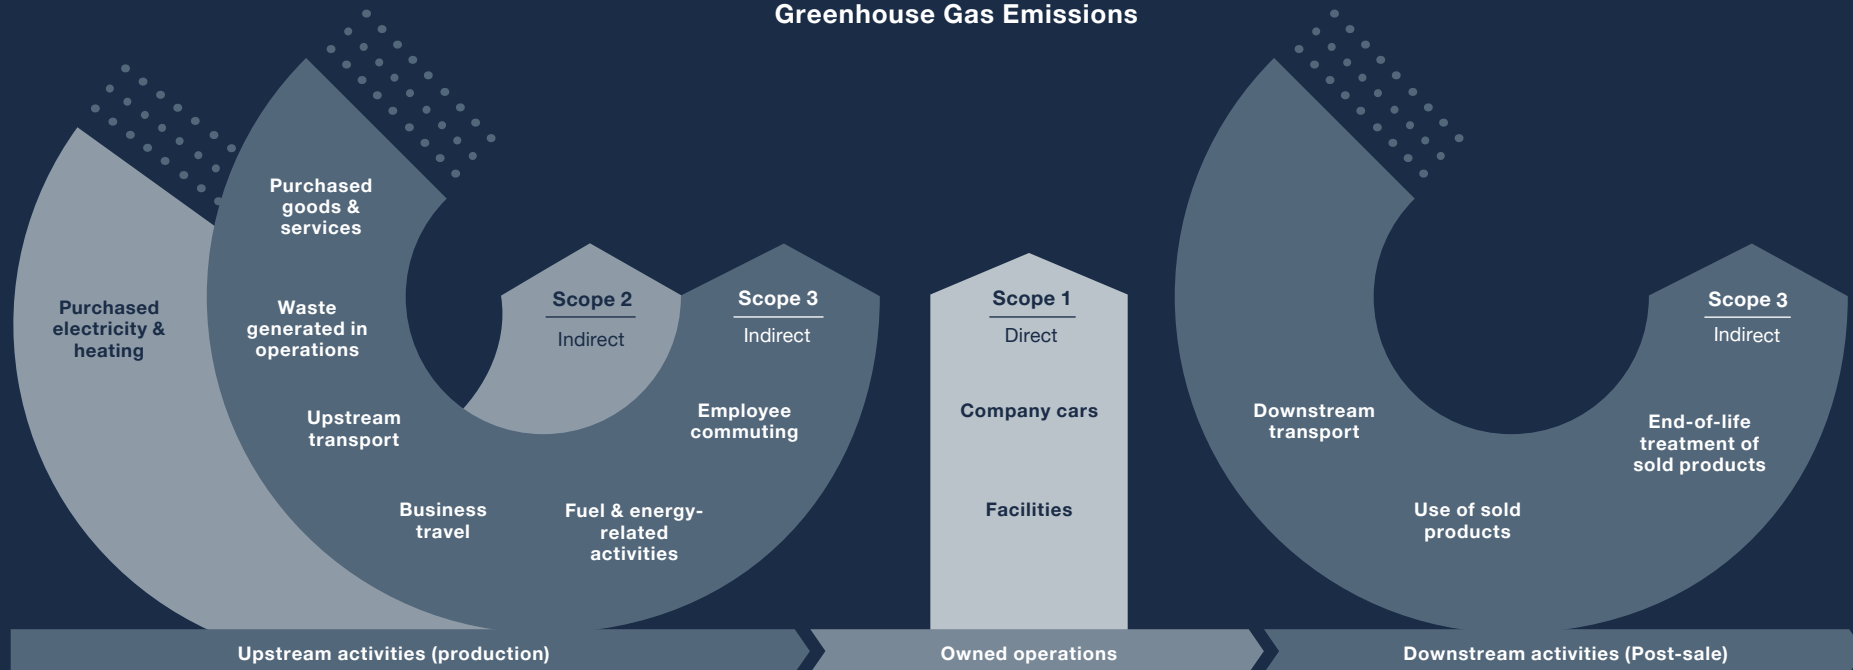 Greenhouse Gas Emissions
Purchased
electricity &
heating
Purchased
goods &
services
Waste
generated in
operations
Upstream
transport
Business
travel
Fuel & energy-
related
activities
Employee
commuting
Scope 2
Indirect
Scope 3
Indirect
Scope 1
Direct
Company cars
Facilities
Downstream
transport
Use of sold
products
End-of-life
treatment of
sold products
Scope 3
Indirect
Upstream activities (production)
Owned operations
Downstream activities (Post-sale)